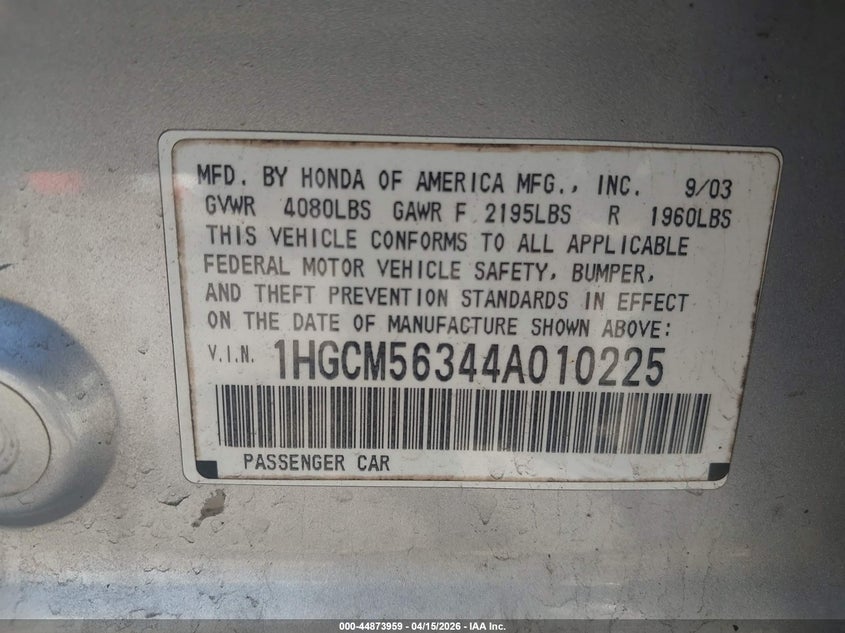 MFD. BY HONDA OF AMERICA MFG., INC. 9/03
GVWR 4080LBS GAWR F 2195LBS R 1960LBS
THIS VEHICLE CONFORMS TO ALL APPLICABLE
FEDERAL MOTOR VEHICLE SAFETY, BUMPER,
AND THEFT PREVENTION STANDARDS IN EFFECT
ON THE DATE OF MANUFACTURE SHOWN ABOVE:
V.I.N. 1HGCM56344A010225
PASSENGER CAR
000-44873959 - 04/15/2026 - IAA Inc.